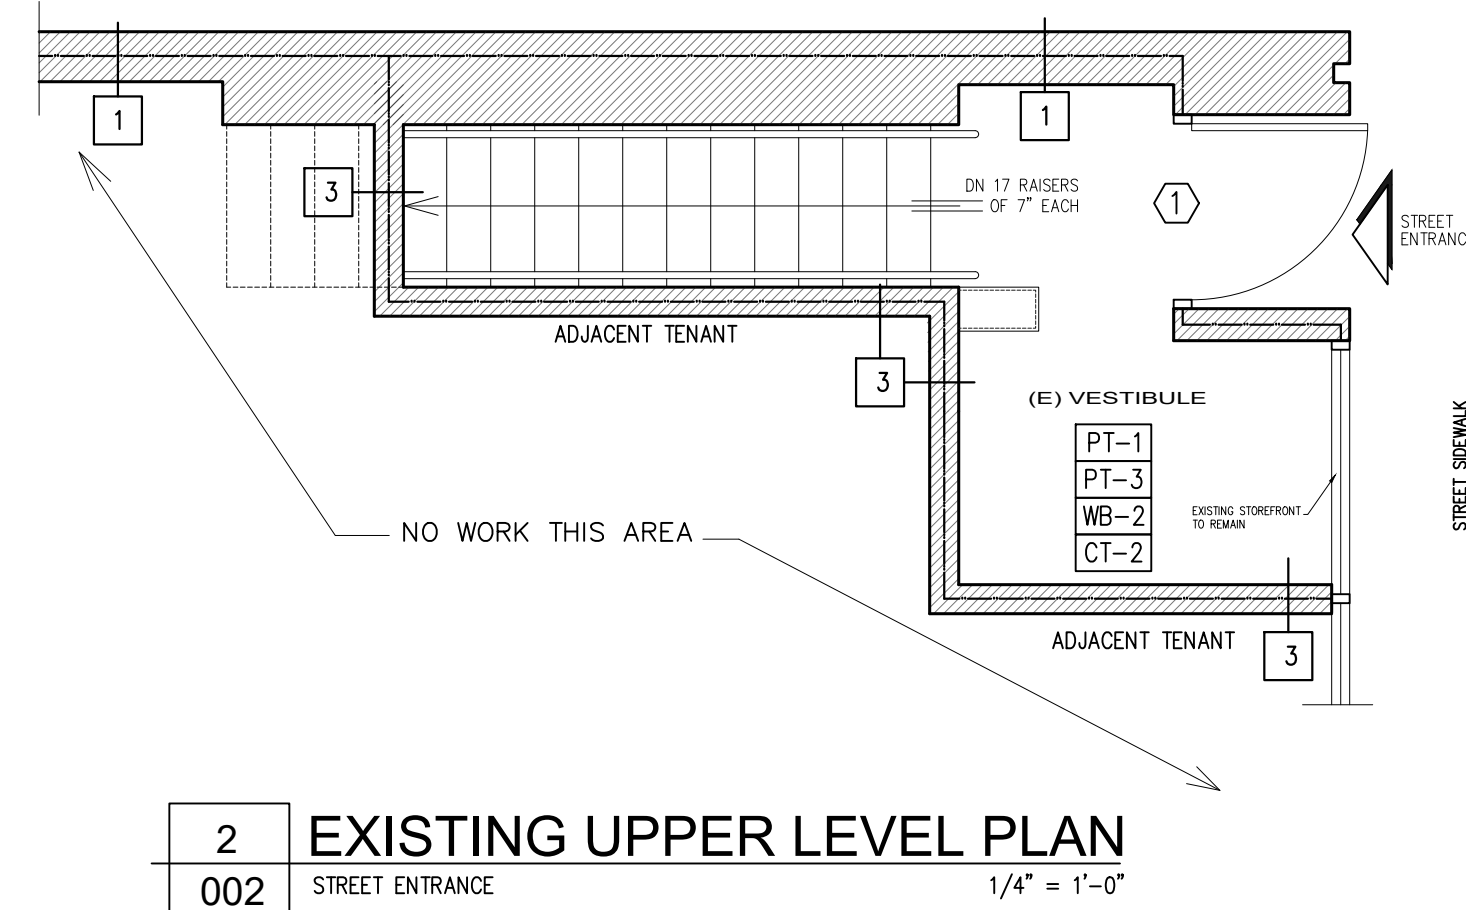 1
1
3
DN 17 RAISERS
OF 7" EACH
1
STREET
ENTRANC
ADJACENT TENANT
3
(E) VESTIBULE
PT-1
PT-3
WB-2
CT-2
EXISTING STOREFRONT
TO REMAIN
STREET SIDEWALK
NO WORK THIS AREA
ADJACENT TENANT
3
2
002
EXISTING UPPER LEVEL PLAN
STREET ENTRANCE
1/4" = 1'-0"